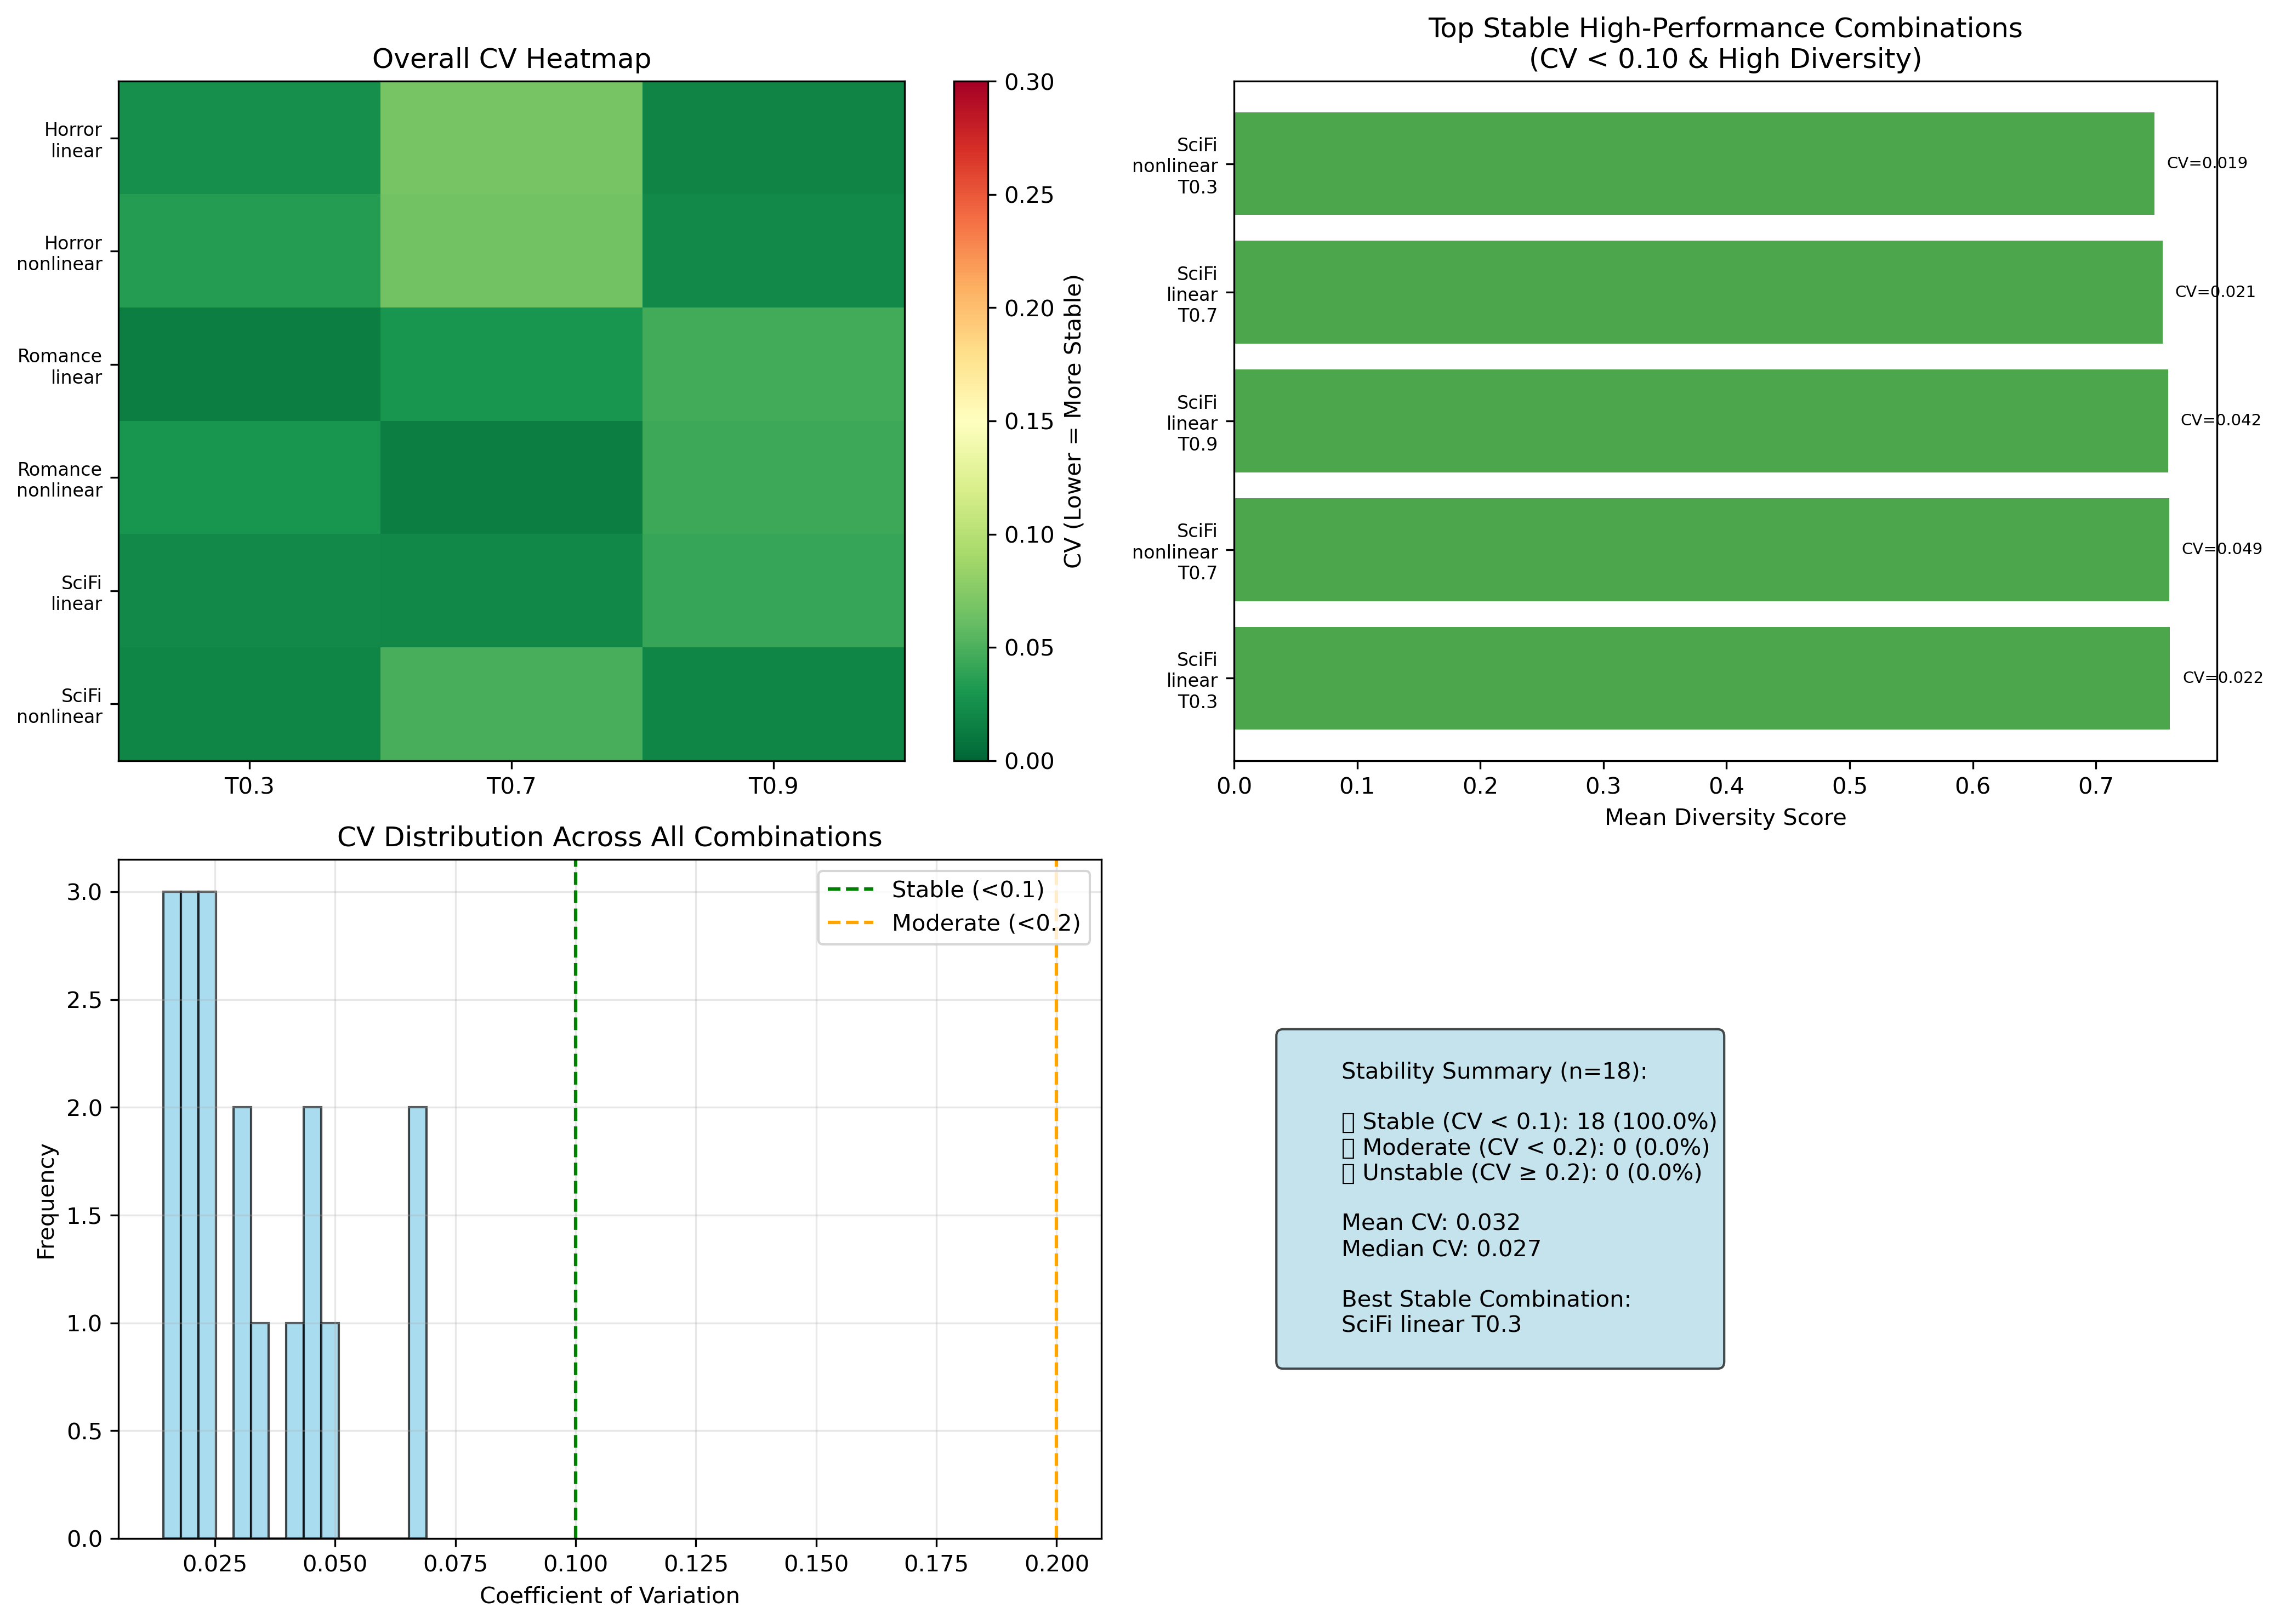 Overall CV Heatmap
Horror
linear
Horror
nonlinear
Romance
linear
Romance
nonlinear
SciFi
linear
SciFi
nonlinear
T0.3
T0.7
T0.9
0.30
0.25
0.20
0.15
0.10
0.05
0.00
CV (Lower = More Stable)
Top Stable High-Performance Combinations
(CV < 0.10 & High Diversity)
SciFi
nonlinear
T0.3
CV=0.019
SciFi
linear
T0.7
CV=0.021
SciFi
linear
T0.9
CV=0.042
SciFi
nonlinear
T0.7
CV=0.049
SciFi
linear
T0.3
CV=0.022
0.0
0.1
0.2
0.3
0.4
0.5
0.6
0.7
Mean Diversity Score
CV Distribution Across All Combinations
Stable (<0.1)
Moderate (<0.2)
3.0
2.5
2.0
1.5
1.0
0.5
0.0
Frequency
0.025
0.050
0.075
0.100
0.125
0.150
0.175
0.200
Coefficient of Variation
Stability Summary (n=18):
Stable (CV < 0.1): 18 (100.0%)
Moderate (CV < 0.2): 0 (0.0%)
Unstable (CV ≥ 0.2): 0 (0.0%)
Mean CV: 0.032
Median CV: 0.027
Best Stable Combination:
SciFi linear T0.3